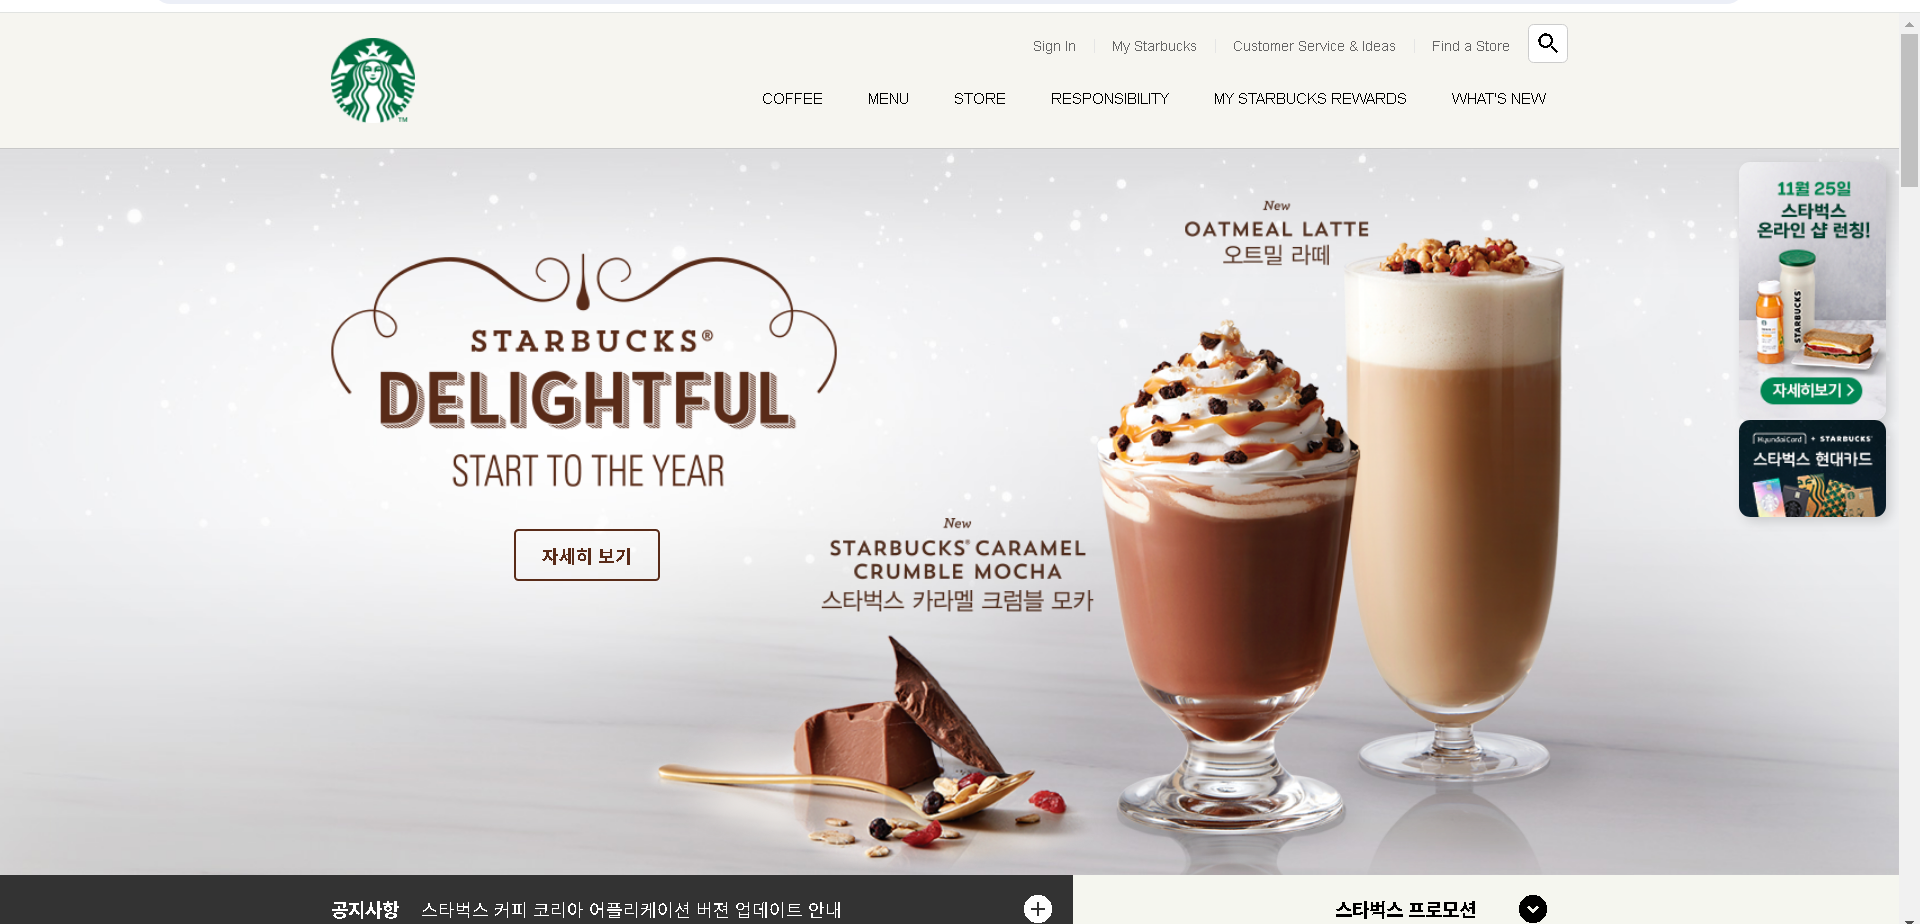 Sign In
My Starbucks
Customer Service & Ideas
Find a Store
COFFEE
MENU
STORE
RESPONSIBILITY
MY STARBUCKS REWARDS
WHAT'S NEW
STARBUCKS®
DELIGHTFUL
START TO THE YEAR
자세히 보기
New
OATMEAL LATTE
오트밀 라떼
New
STARBUCKS® CARAMEL
CRUMBLE MOCHA
스타벅스 카라멜 크럼블 모카
11월 25일
스타벅스
온라인 샵 런칭!
STARBUCKS
자세히보기
HyundaiCard + STARBUCKS
스타벅스 현대카드
공지사항 스타벅스 커피 코리아 어플리케이션 버젼 업데이트 안내
스타벅스 프로모션